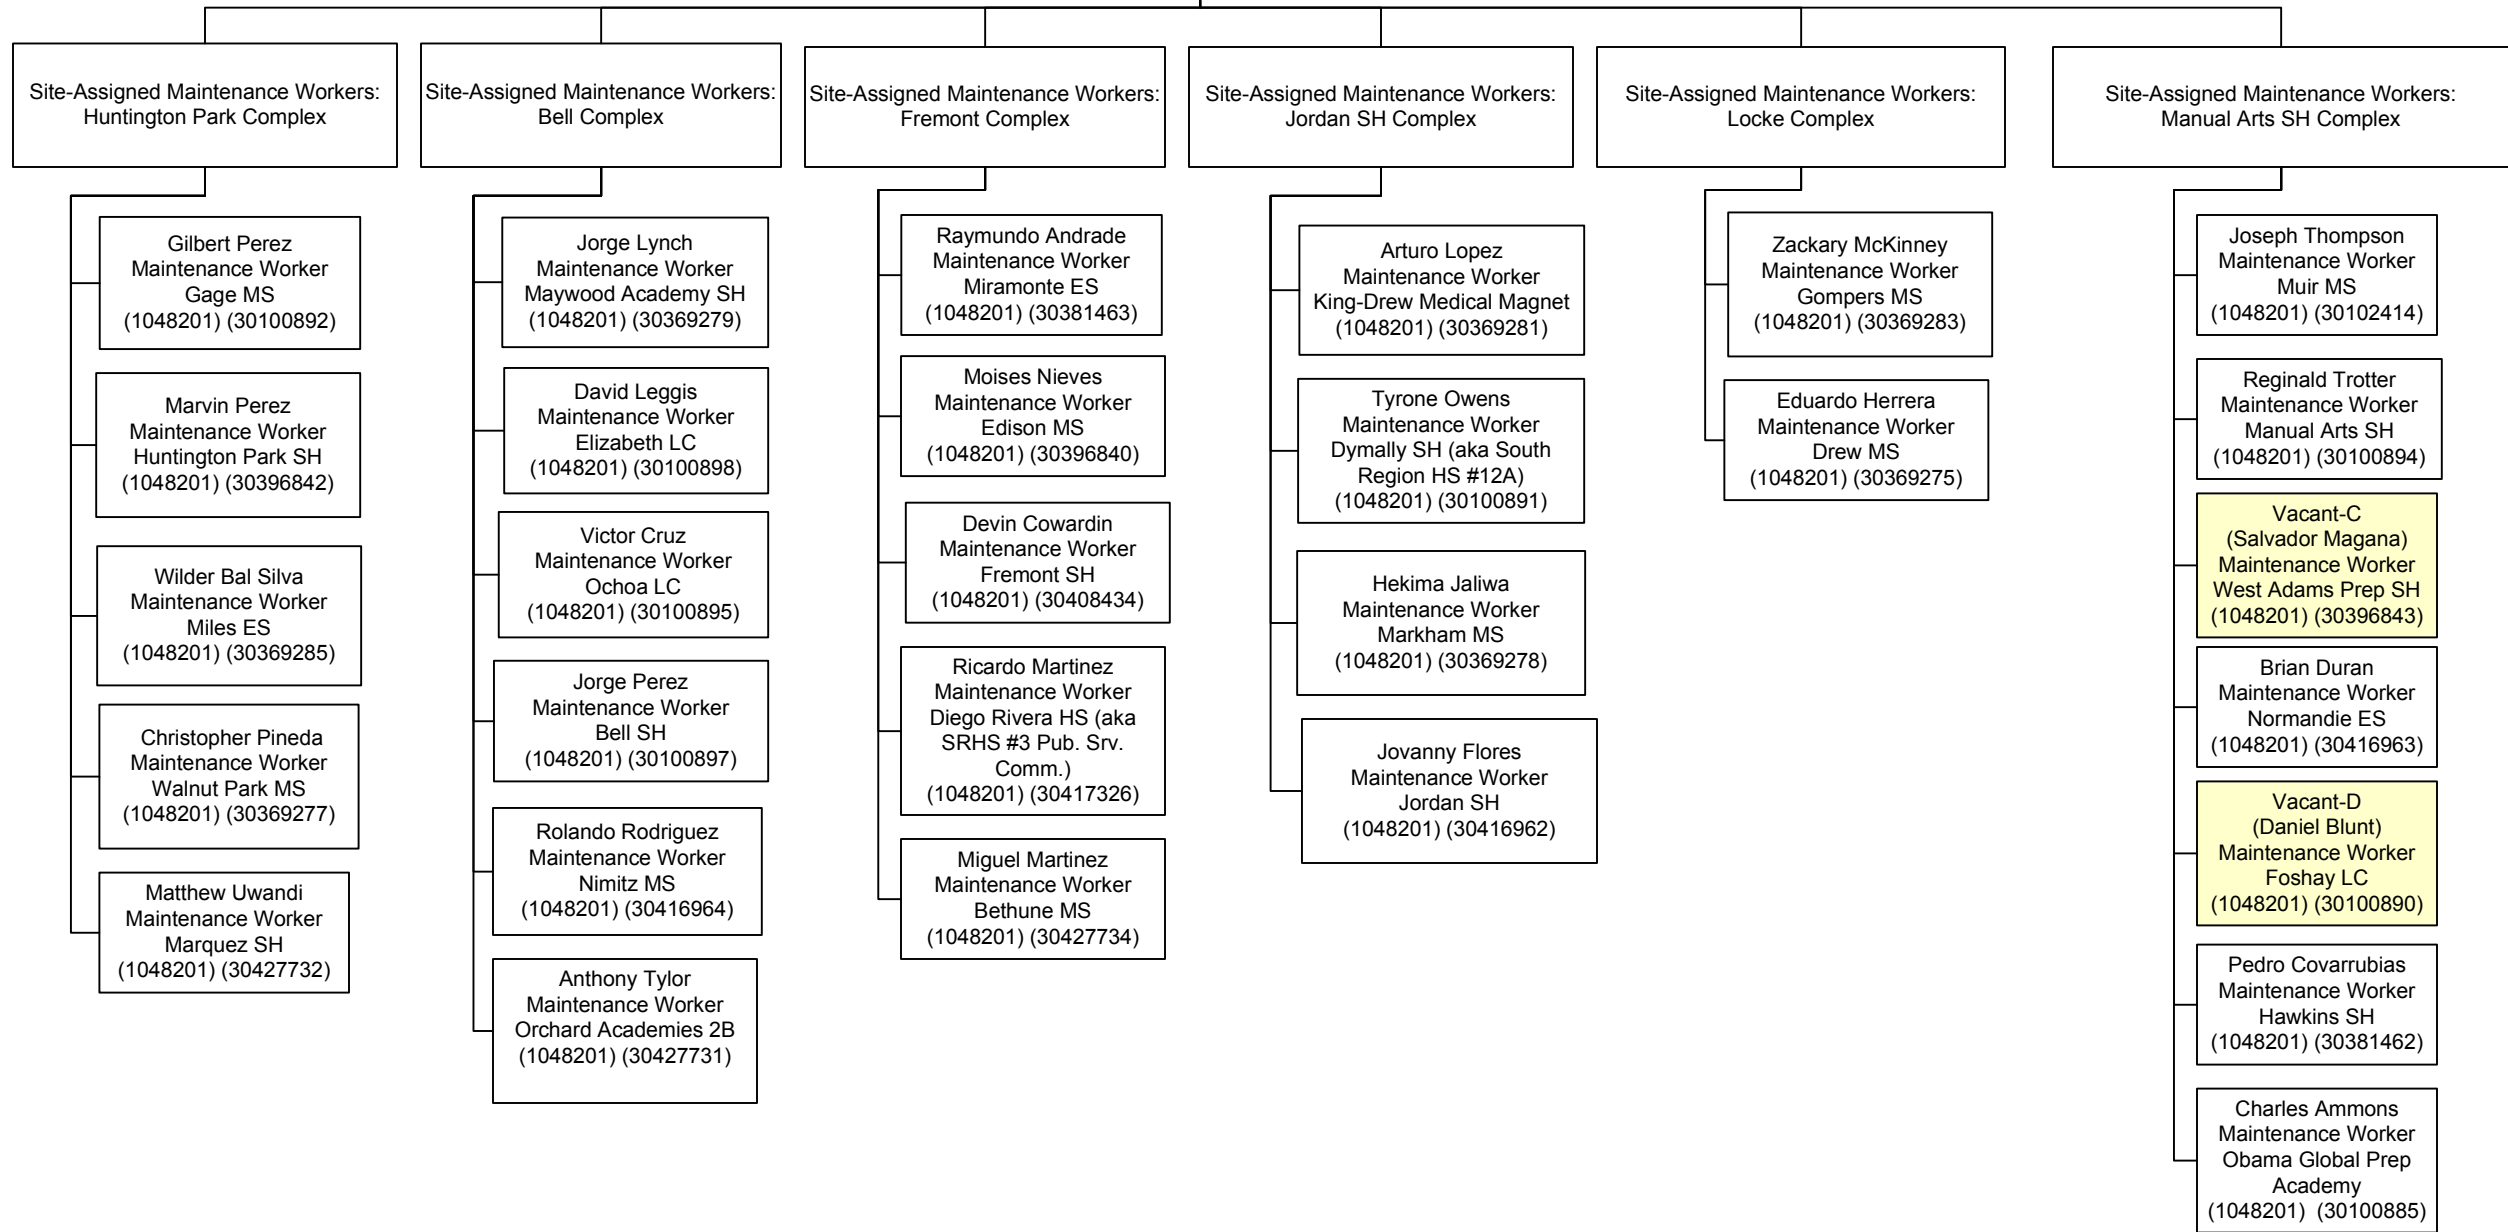 Site-Assigned Maintenance Workers:
Huntington Park Complex
Gilbert Perez
Maintenance Worker
Gage MS
(1048201) (30100892)
Marvin Perez
Maintenance Worker
Huntington Park SH
(1048201) (30396842)
Wilder Bal Silva
Maintenance Worker
Miles ES
(1048201) (30369285)
Christopher Pineda
Maintenance Worker
Walnut Park MS
(1048201) (30369277)
Matthew Uwandi
Maintenance Worker
Marquez SH
(1048201) (30427732)
Site-Assigned Maintenance Workers:
Bell Complex
Jorge Lynch
Maintenance Worker
Maywood Academy SH
(1048201) (30369279)
David Leggis
Maintenance Worker
Elizabeth LC
(1048201) (30100898)
Victor Cruz
Maintenance Worker
Ochoa LC
(1048201) (30100895)
Jorge Perez
Maintenance Worker
Bell SH
(1048201) (30100897)
Rolando Rodriguez
Maintenance Worker
Nimitz MS
(1048201) (30416964)
Anthony Tylor
Maintenance Worker
Orchard Academies 2B
(1048201) (30427731)
Site-Assigned Maintenance Workers:
Fremont Complex
Raymundo Andrade
Maintenance Worker
Miramonte ES
(1048201) (30381463)
Moises Nieves
Maintenance Worker
Edison MS
(1048201) (30396840)
Devin Cowardin
Maintenance Worker
Fremont SH
(1048201) (30408434)
Ricardo Martinez
Maintenance Worker
Diego Rivera HS (aka
SRHS #3 Pub. Srv.
Comm.)
(1048201) (30417326)
Miguel Martinez
Maintenance Worker
Bethune MS
(1048201) (30427734)
Site-Assigned Maintenance Workers:
Jordan SH Complex
Arturo Lopez
Maintenance Worker
King-Drew Medical Magnet
(1048201) (30369281)
Tyrone Owens
Maintenance Worker
Dymally SH (aka South
Region HS #12A)
(1048201) (30100891)
Hekima Jaliwa
Maintenance Worker
Markham MS
(1048201) (30369278)
Jovanny Flores
Maintenance Worker
Jordan SH
(1048201) (30416962)
Site-Assigned Maintenance Workers:
Locke Complex
Zackary McKinney
Maintenance Worker
Gompers MS
(1048201) (30369283)
Eduardo Herrera
Maintenance Worker
Drew MS
(1048201) (30369275)
Site-Assigned Maintenance Workers:
Manual Arts SH Complex
Joseph Thompson
Maintenance Worker
Muir MS
(1048201) (30102414)
Reginald Trotter
Maintenance Worker
Manual Arts SH
(1048201) (30100894)
Vacant-C
(Salvador Magana)
Maintenance Worker
West Adams Prep SH
(1048201) (30396843)
Brian Duran
Maintenance Worker
Normandie ES
(1048201) (30416963)
Vacant-D
(Daniel Blunt)
Maintenance Worker
Foshay LC
(1048201) (30100890)
Pedro Covarrubias
Maintenance Worker
Hawkins SH
(1048201) (30381462)
Charles Ammons
Maintenance Worker
Obama Global Prep
Academy
(1048201) (30100885)